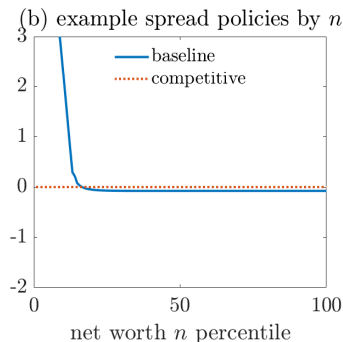 (b) example spread policies by n
3
baseline
competitive
2
1
0
-1
-2
0 50 100
net worth n percentile